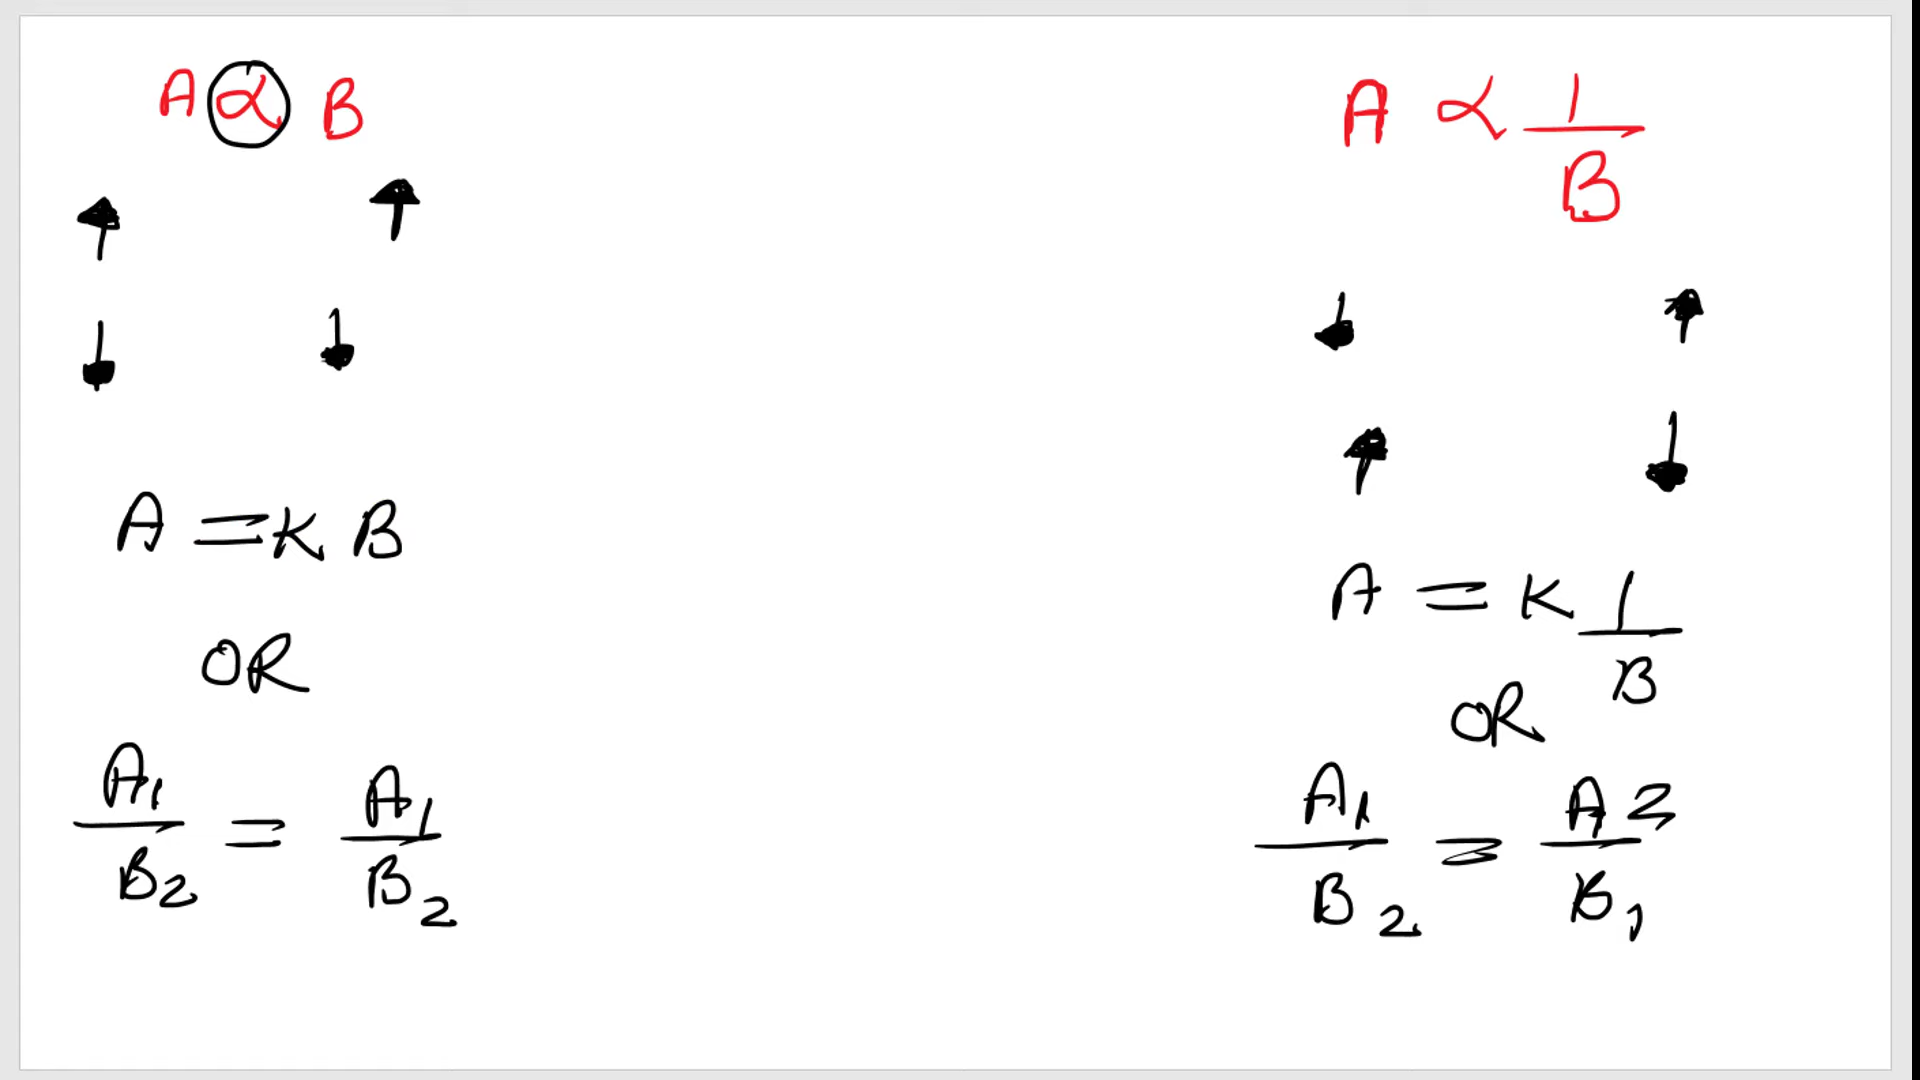 A ∝ B
A = K B
OR
A₁/B₂ = A₁/B₂
A ∝ 1/B
A = K 1/B
OR
A₁/B₂ = A₂/B₁